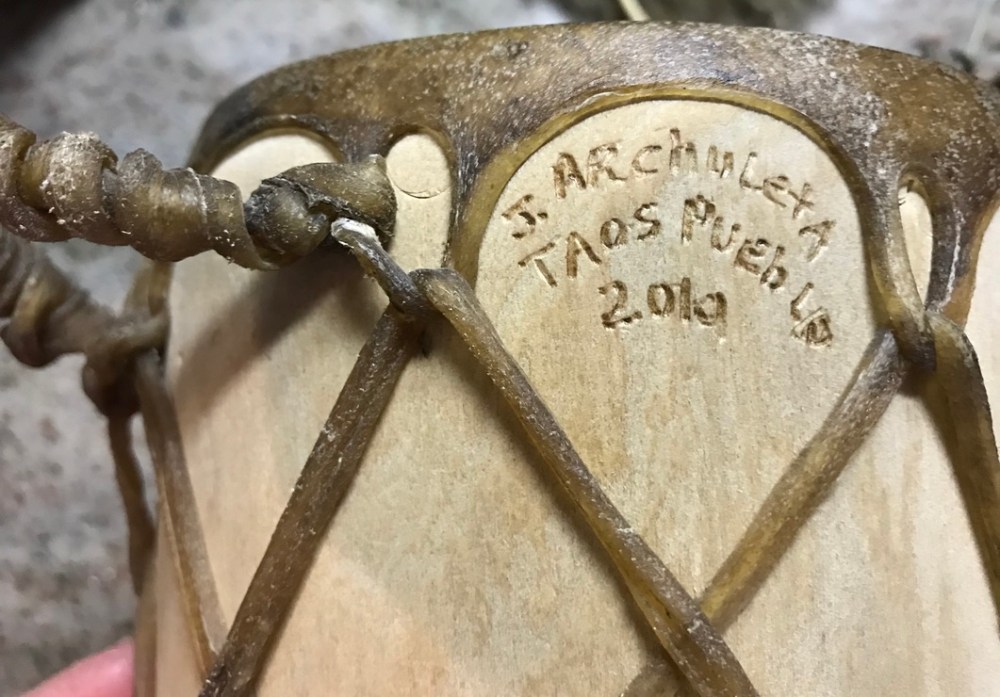 J. ARchuLetA
TAOS PUEbLo
2019